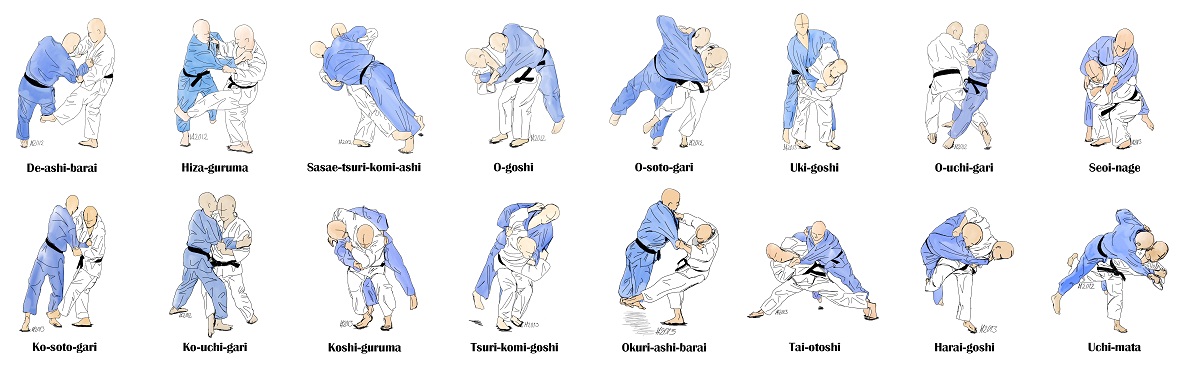 De-ashi-barai
Hiza-guruma
Sasae-tsuri-komi-ashi
O-goshi
O-soto-gari
Uki-goshi
O-uchi-gari
Seoi-nage
Ko-soto-gari
Ko-uchi-gari
Koshi-guruma
Tsuri-komi-goshi
Okuri-ashi-barai
Tai-otoshi
Harai-goshi
Uchi-mata